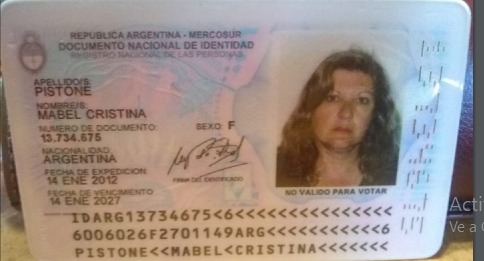 REPUBLICA ARGENTINA - MERCOSUR
DOCUMENTO NACIONAL DE IDENTIDAD
REGISTRO NACIONAL DE LAS PERSONAS
APELLIDO/S:
PISTONE
NOMBRE/S:
MABEL CRISTINA
NUMERO DE DOCUMENTO: SEXO: F
13.734.675
NACIONALIDAD
ARGENTINA
FECHA DE EXPEDICION
14 ENE 2012
FECHA DE VENCIMIENTO
14 ENE 2027
FIRMA DEL IDENTIFICADO
NO VALIDO PARA VOTAR
IDARG13734675<6<<<<<<<<<<<<<<<
6006026F2701149ARG<<<<<<<<<<<6
PISTONE<<MABEL<CRISTINA<<<<<<<
Acti
Ve a C